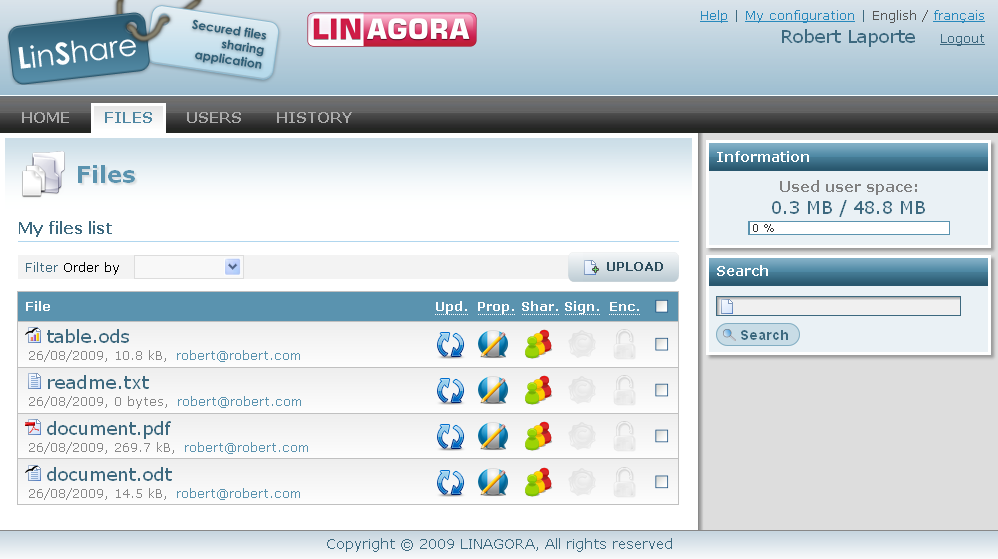 LinShare
Secured files
sharing
application
LINAGORA
Help | My configuration | English / français
Robert Laporte Logout
HOME FILES USERS HISTORY
Files
My files list
Filter Order by
UPLOAD
File Upd. Prop. Shar. Sign. Enc.
table.ods
26/08/2009, 10.8 kB, robert@robert.com
readme.txt
26/08/2009, 0 bytes, robert@robert.com
document.pdf
26/08/2009, 269.7 kB, robert@robert.com
document.odt
26/08/2009, 14.5 kB, robert@robert.com
Information
Used user space:
0.3 MB / 48.8 MB
0 %
Search
Search
Copyright © 2009 LINAGORA, All rights reserved